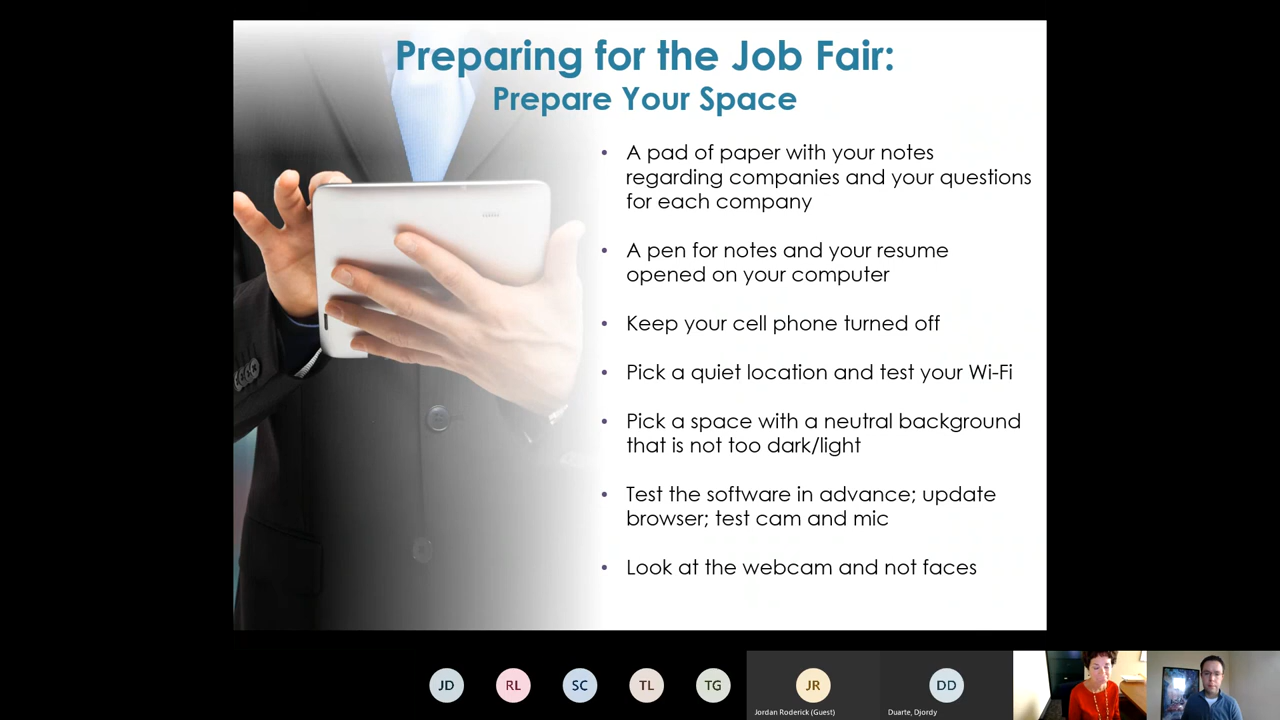 Preparing for the Job Fair:
Prepare Your Space
• A pad of paper with your notes
regarding companies and your questions
for each company
• A pen for notes and your resume
opened on your computer
• Keep your cell phone turned off
• Pick a quiet location and test your Wi-Fi
• Pick a space with a neutral background
that is not too dark/light
• Test the software in advance; update
browser; test cam and mic
• Look at the webcam and not faces
JD RL SC TL TG JR DD
Jordan Roderick (Guest) Duarte, Djordy